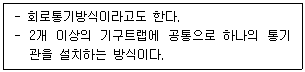 - 회로통기방식이라고도 한다.
- 2개 이상의 기구트랩에 공통으로 하나의 통기
관을 설치하는 방식이다.